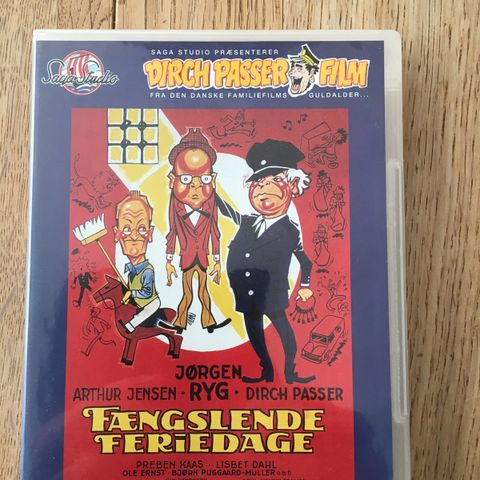 Saga Studio
SAGA STUDIO PRÆSENTERER
DIRCH PASSER FILM
FRA DEN DANSKE FAMILIEFILMS GULDALDER...
JØRGEN
ARTHUR JENSEN · RYG · DIRCH PASSER
FÆNGSLENDE
FERIEDAGE
PREBEN KAAS · LISBET DAHL
OLE ERNST · BJØRN PUGGAARD-MÜLLER o.m.fl